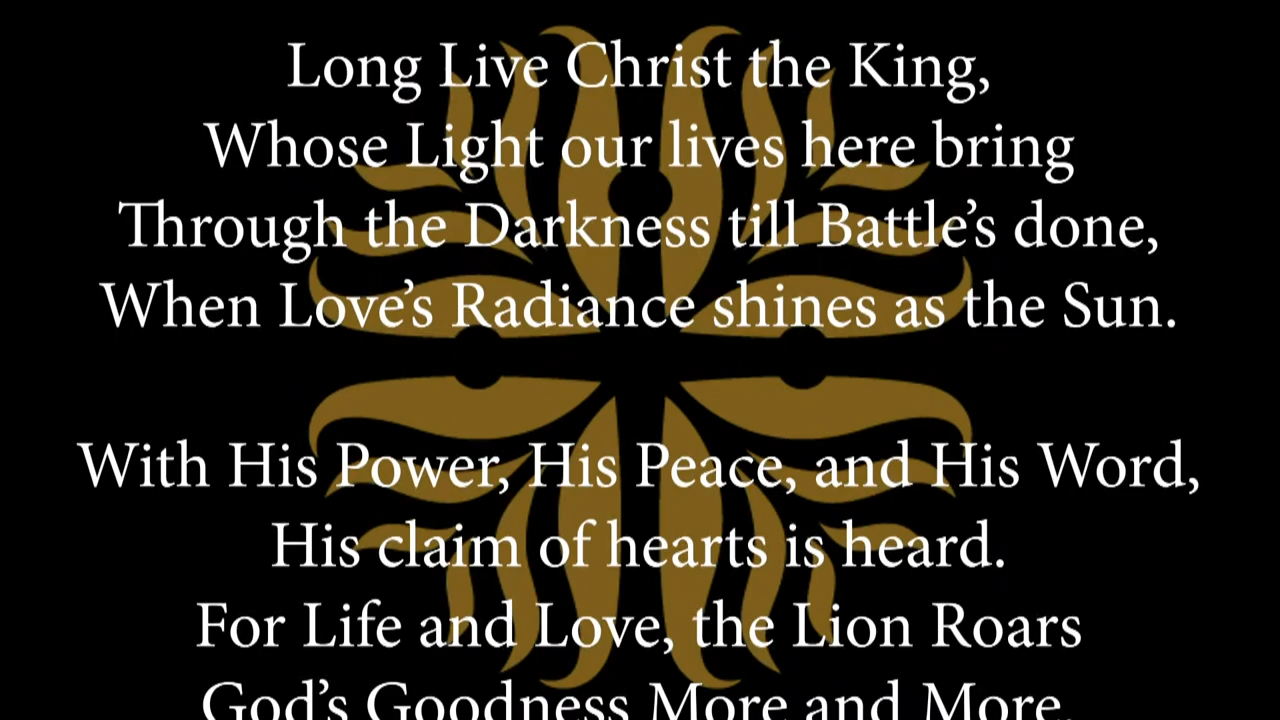 Long Live Christ the King,
Whose Light our lives here bring
Through the Darkness till Battle’s done,
When Love’s Radiance shines as the Sun.
With His Power, His Peace, and His Word,
His claim of hearts is heard.
For Life and Love, the Lion Roars
God’s Goodness More and More.